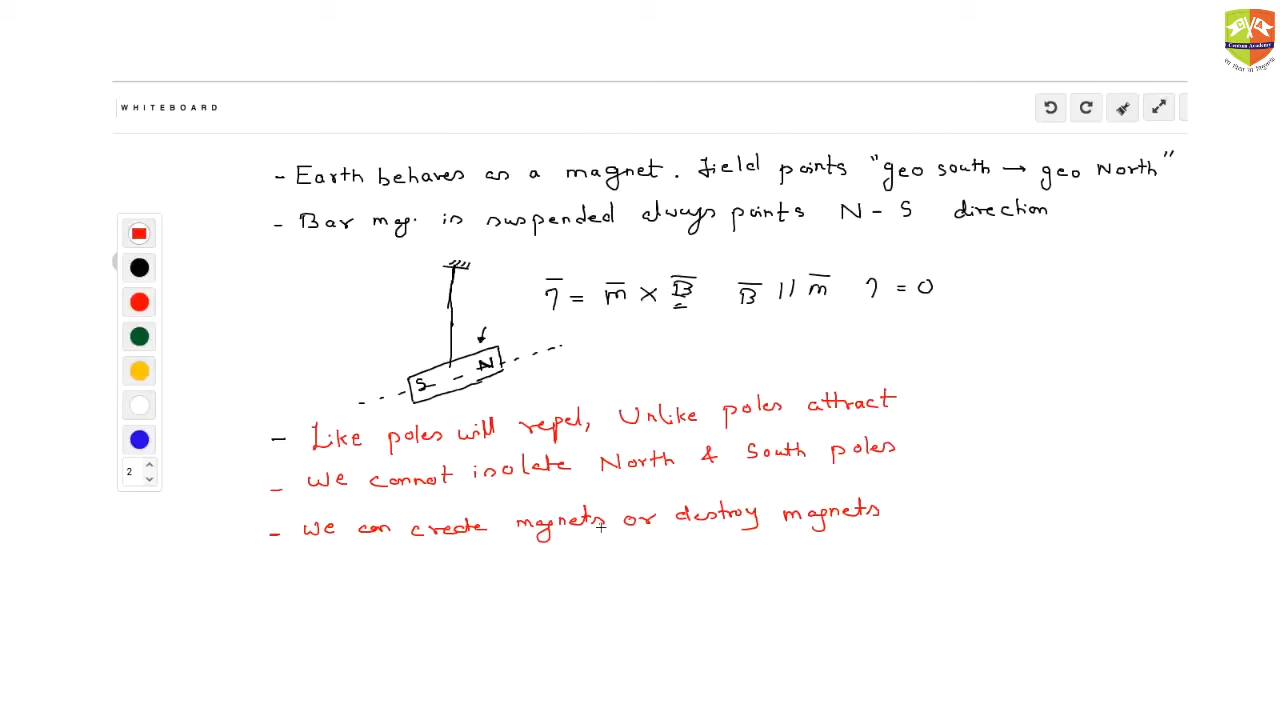 Centum Academy
WHITEBOARD
- Earth behaves as a magnet. Field points "geo south → geo North"
- Bar mag. is suspended always points N - S direction
τ̅ = m̅ × B̅ B̅ // m̅ τ = 0
S - N
- Like poles will repel, Unlike poles attract
- We cannot isolate North & South poles
- We can create magnets or destroy magnets
2